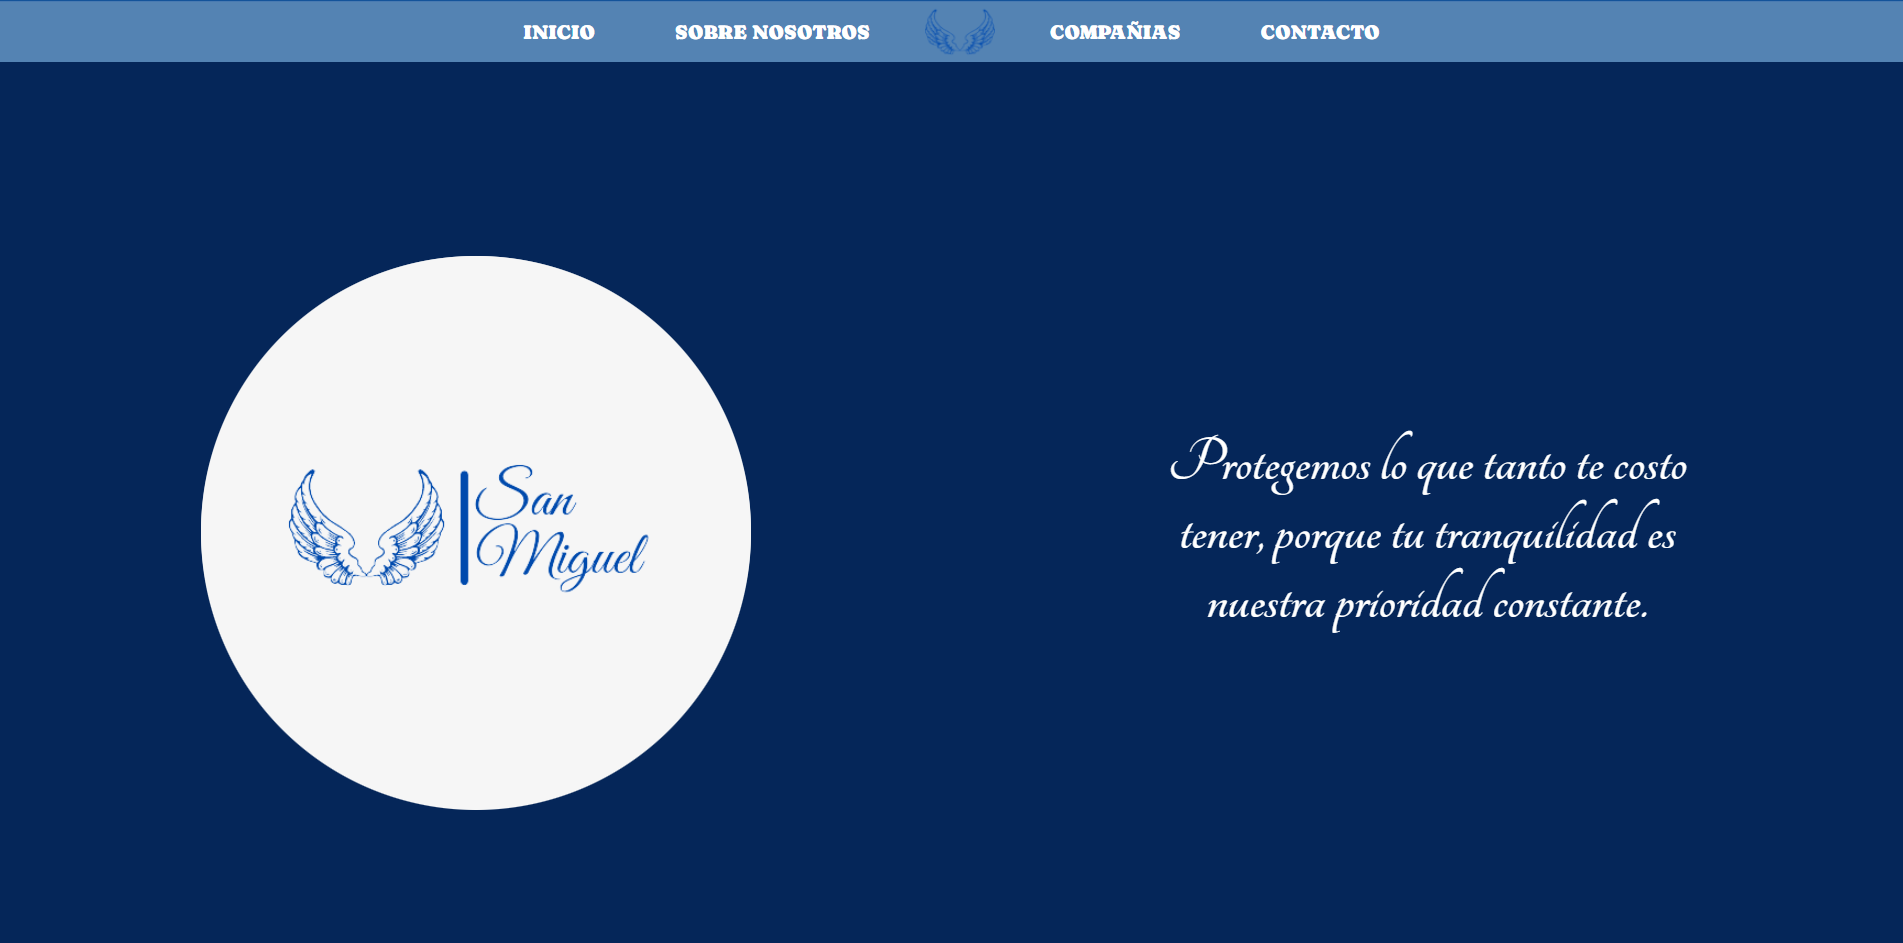 INICIO SOBRE NOSOTROS COMPAÑIAS CONTACTO
San
Miguel
Protegemos lo que tanto te costo
tener, porque tu tranquilidad es
nuestra prioridad constante.